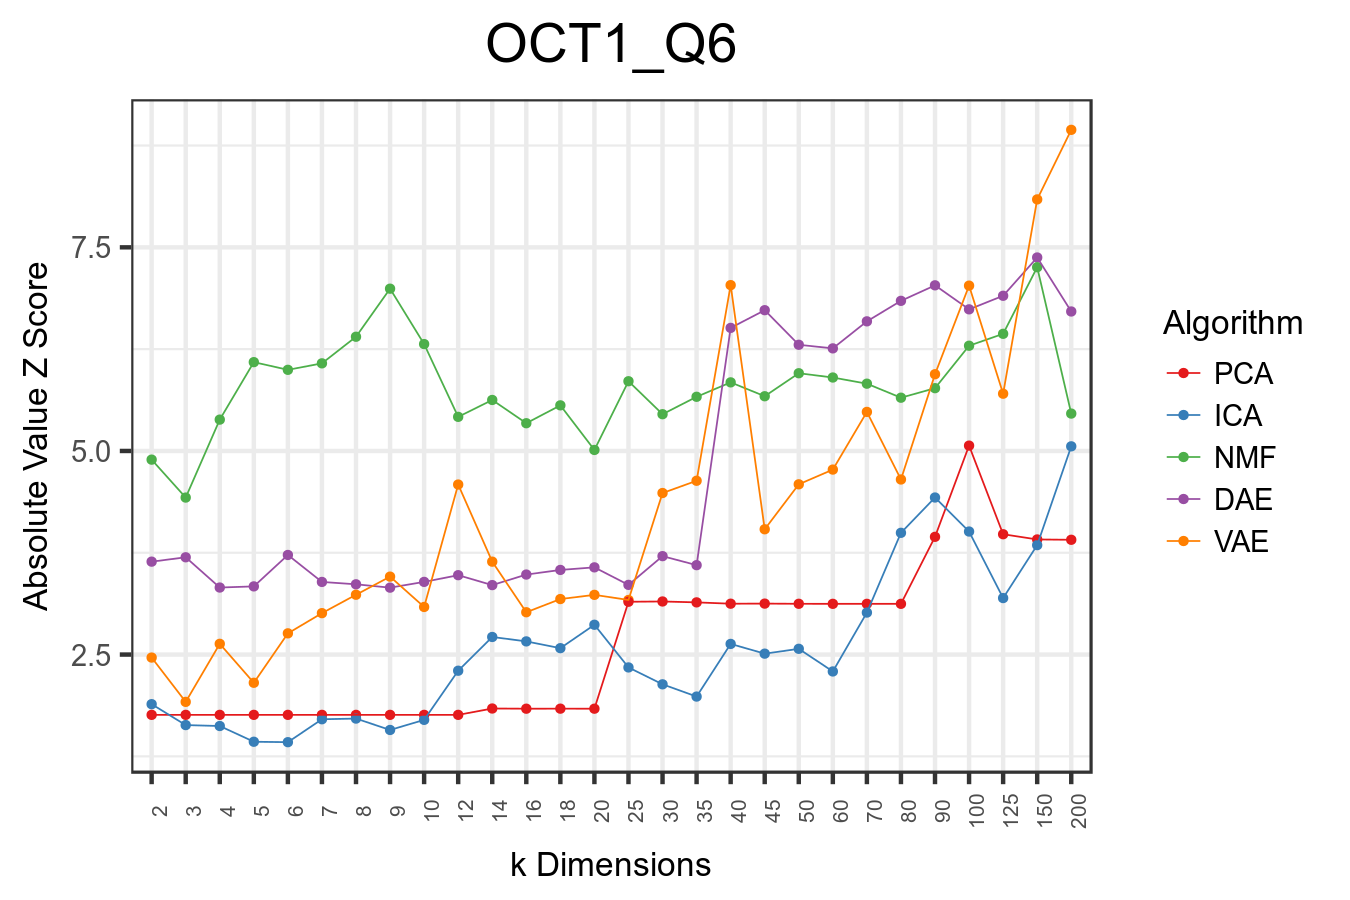 OCT1_Q6
Absolute Value Z Score
7.5
5.0
2.5
2 3 4 5 6 7 8 9 10 12 14 16 18 20 25 30 35 40 45 50 60 70 80 90 100 125 150 200
k Dimensions
Algorithm
PCA
ICA
NMF
DAE
VAE